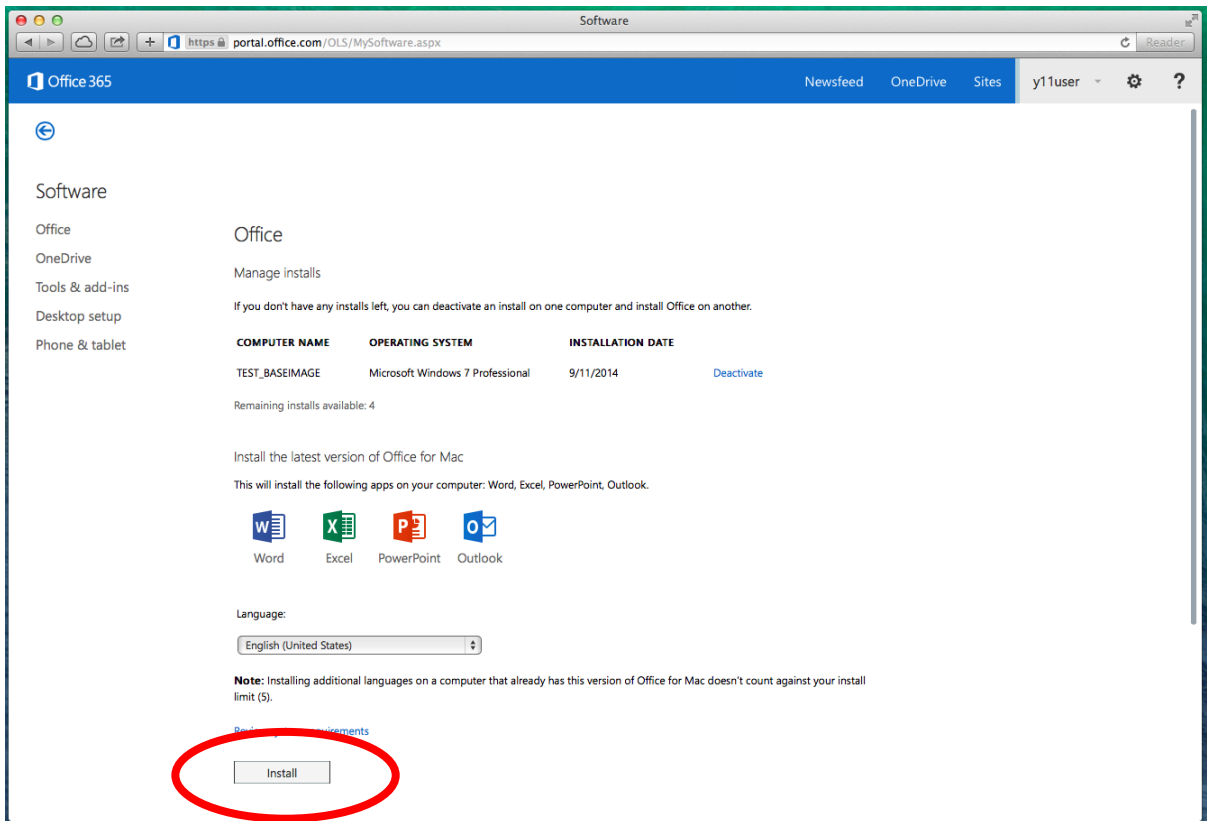 Software
https portal.office.com/OLS/MySoftware.aspx
Reader
Office 365
Newsfeed OneDrive Sites y11user ?
Software
Office
OneDrive
Tools & add-ins
Desktop setup
Phone & tablet
Office
Manage installs
If you don't have any installs left, you can deactivate an install on one computer and install Office on another.
COMPUTER NAME OPERATING SYSTEM INSTALLATION DATE
TEST_BASEIMAGE Microsoft Windows 7 Professional 9/11/2014 Deactivate
Remaining installs available: 4
Install the latest version of Office for Mac
This will install the following apps on your computer: Word, Excel, PowerPoint, Outlook.
Word Excel PowerPoint Outlook
Language:
English (United States)
Note: Installing additional languages on a computer that already has this version of Office for Mac doesn't count against your install
limit (5).
Install